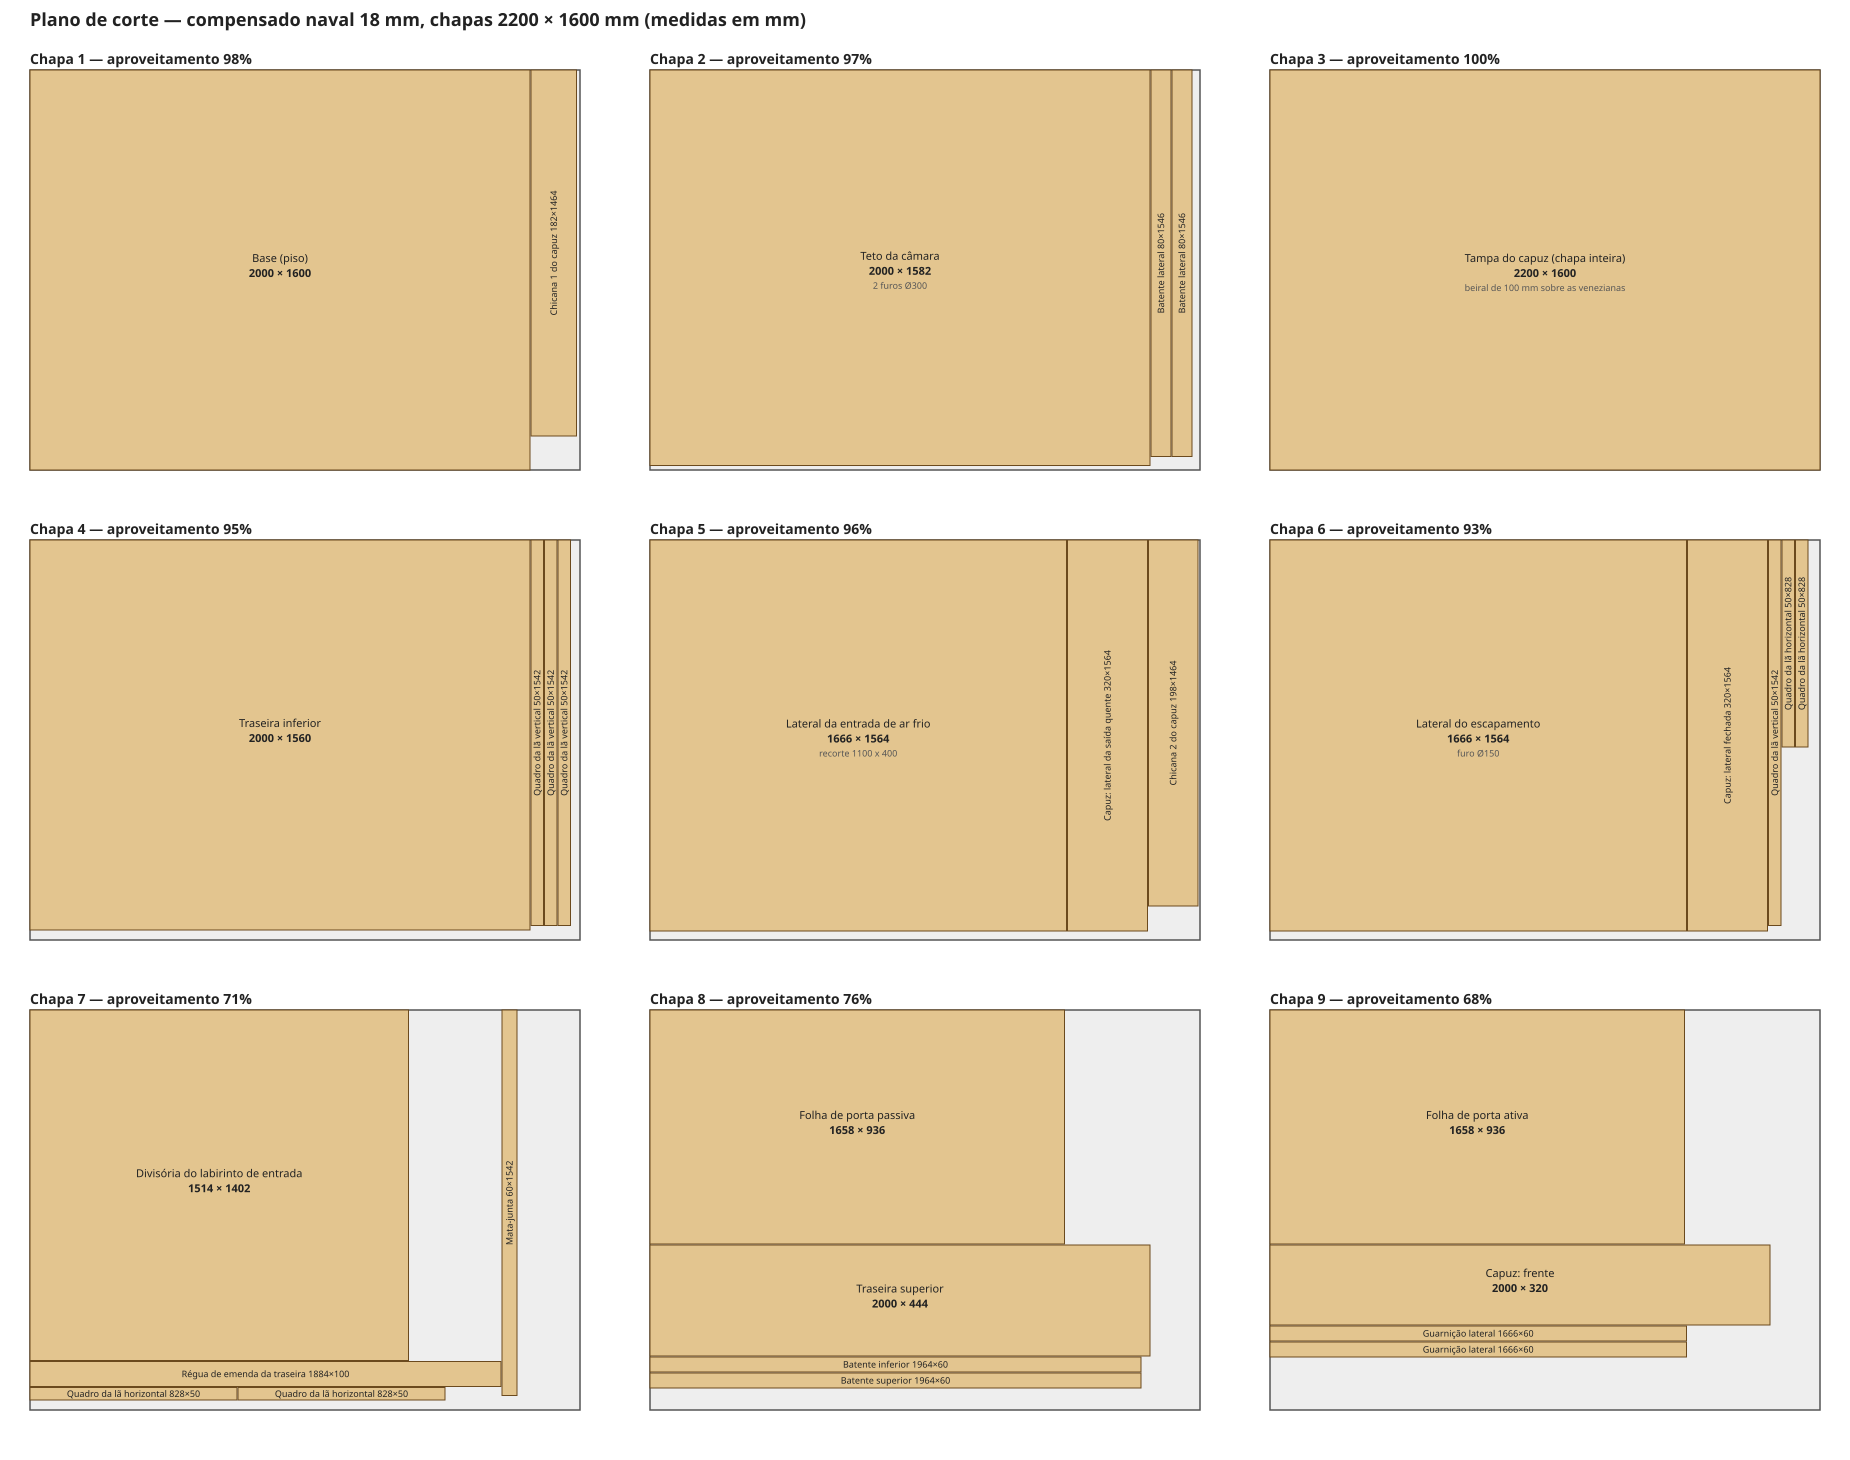 Plano de corte — compensado naval 18 mm, chapas 2200 × 1600 mm (medidas em mm)
Chapa 1 — aproveitamento 98%
Base (piso)
2000 × 1600
Chicana 1 do capuz 182×1464
Chapa 2 — aproveitamento 97%
Teto da câmara
2000 × 1582
2 furos Ø300
Batente lateral 80×1546
Batente lateral 80×1546
Chapa 3 — aproveitamento 100%
Tampa do capuz (chapa inteira)
2200 × 1600
beiral de 100 mm sobre as venezianas
Chapa 4 — aproveitamento 95%
Traseira inferior
2000 × 1560
Quadro da lã vertical 50×1542
Quadro da lã vertical 50×1542
Quadro da lã vertical 50×1542
Chapa 5 — aproveitamento 96%
Lateral da entrada de ar frio
1666 × 1564
recorte 1100 x 400
Capuz: lateral da saída quente 320×1564
Chicana 2 do capuz 198×1464
Chapa 6 — aproveitamento 93%
Lateral do escapamento
1666 × 1564
furo Ø150
Capuz: lateral fechada 320×1564
Quadro da lã vertical 50×1542
Quadro da lã horizontal 50×828
Quadro da lã horizontal 50×828
Chapa 7 — aproveitamento 71%
Divisória do labirinto de entrada
1514 × 1402
Mata-junta 60×1542
Régua de emenda da traseira 1884×100
Quadro da lã horizontal 828×50
Quadro da lã horizontal 828×50
Chapa 8 — aproveitamento 76%
Folha de porta passiva
1658 × 936
Traseira superior
2000 × 444
Batente inferior 1964×60
Batente superior 1964×60
Chapa 9 — aproveitamento 68%
Folha de porta ativa
1658 × 936
Capuz: frente
2000 × 320
Guarnição lateral 1666×60
Guarnição lateral 1666×60